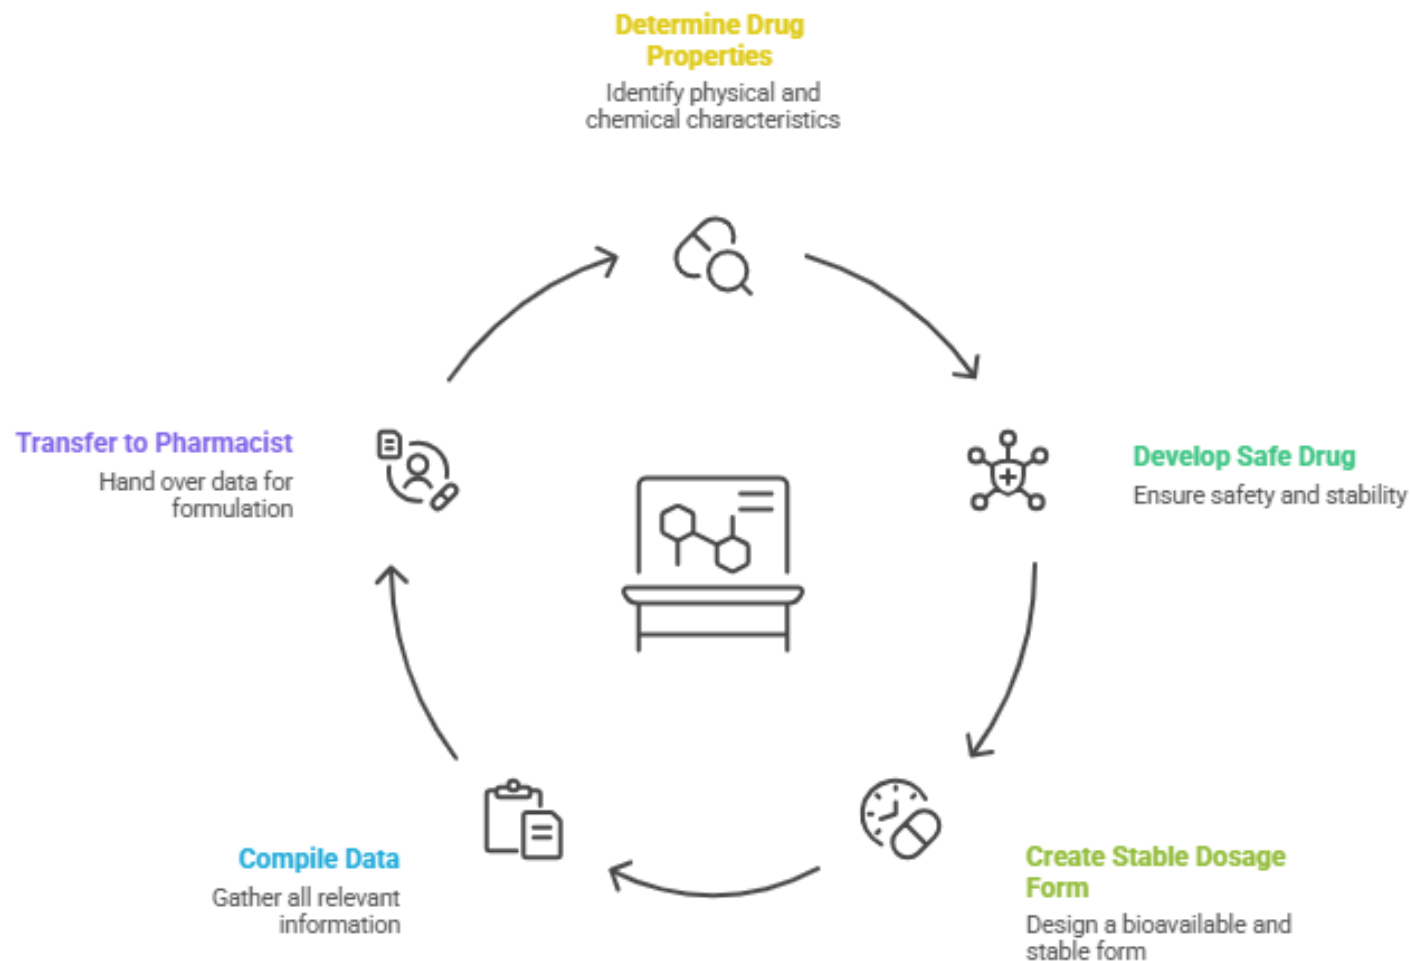 Determine Drug
Properties
Identify physical and
chemical characteristics
Develop Safe Drug
Ensure safety and stability
Create Stable Dosage
Form
Design a bioavailable and
stable form
Compile Data
Gather all relevant
information
Transfer to Pharmacist
Hand over data for
formulation